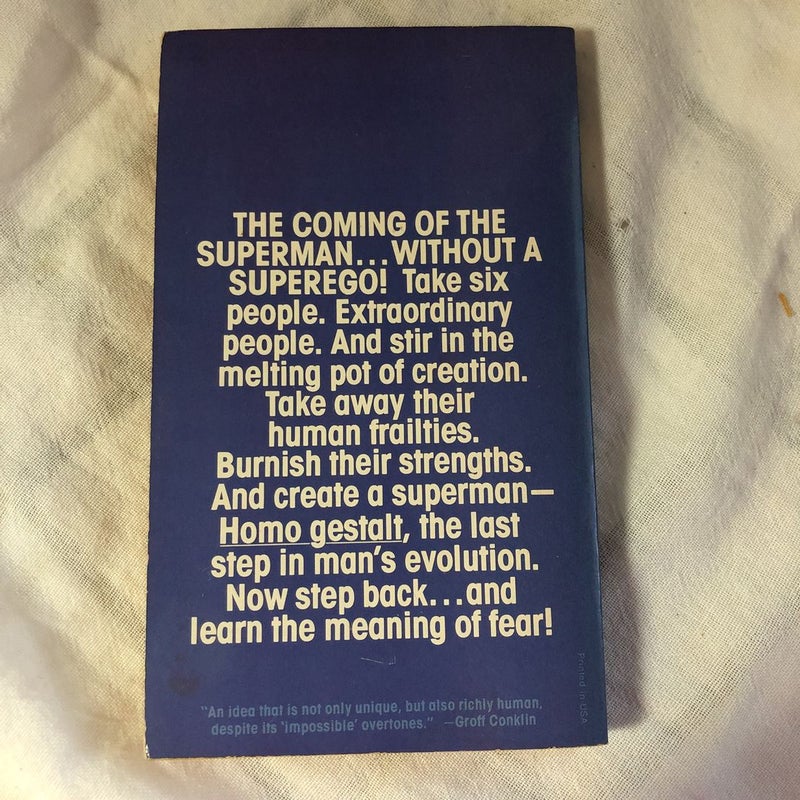 THE COMING OF THE
SUPERMAN...WITHOUT A
SUPEREGO! Take six
people. Extraordinary
people. And stir in the
melting pot of creation.
Take away their
human frailties.
Burnish their strengths.
And create a superman—
Homo gestalt, the last
step in man's evolution.
Now step back...and
learn the meaning of fear!
"An idea that is not only unique, but also richly human,
despite its 'impossible' overtones." —Groff Conklin
Printed in USA